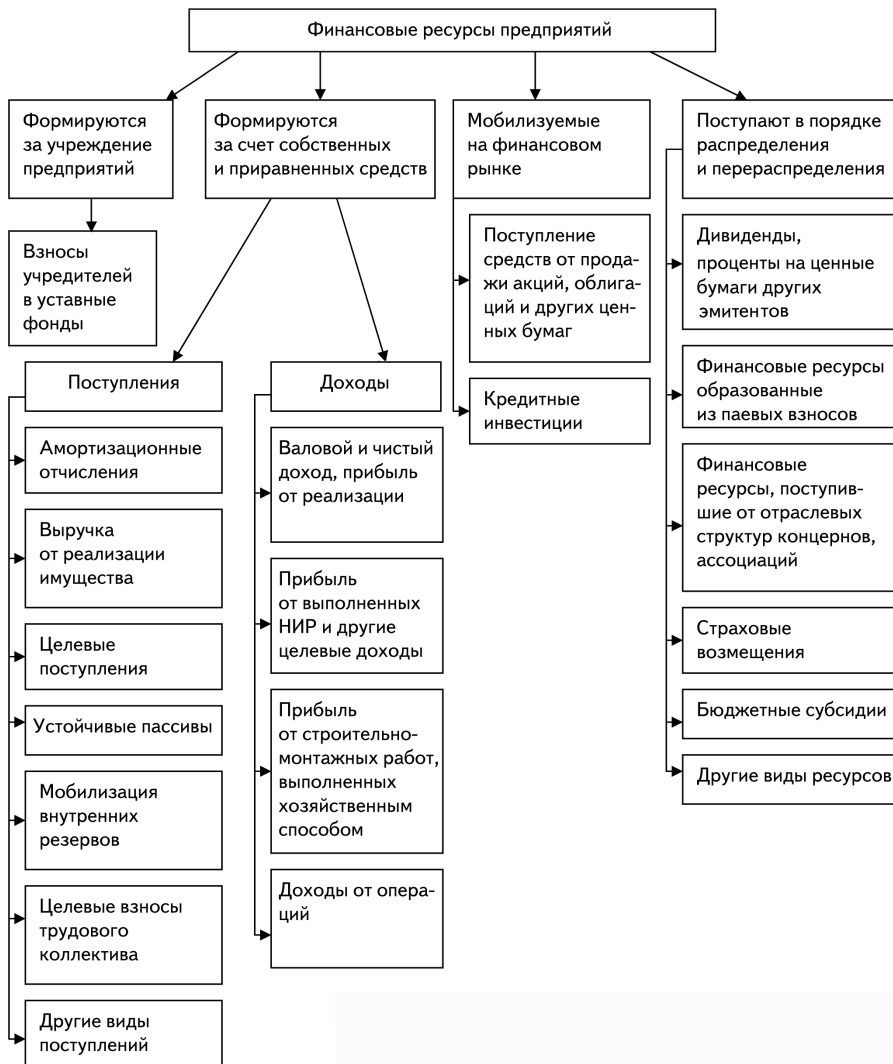 Финансовые ресурсы предприятий
Формируются
за учреждение
предприятий
Формируются
за счет собственных
и приравненных средств
Мобилизуемые
на финансовом
рынке
Поступают в порядке
распределения
и перераспределения
Взносы
учредителей
в уставные
фонды
Поступления
Амортизационные
отчисления
Выручка
от реализации
имущества
Целевые
поступления
Устойчивые пассивы
Мобилизация
внутренних
резервов
Целевые взносы
трудового
коллектива
Другие виды
поступлений
Доходы
Валовой и чистый
доход, прибыль
от реализации
Прибыль
от выполненных
НИР и другие
целевые доходы
Прибыль
от строительно-
монтажных работ,
выполненных
хозяйственным
способом
Доходы от опера-
ций
Поступление
средств от прода-
жи акций, облига-
ций и других цен-
ных бумаг
Кредитные
инвестиции
Дивиденды,
проценты на ценные
бумаги других
эмитентов
Финансовые ресурсы
образованные
из паевых взносов
Финансовые
ресурсы, поступив-
шие от отраслевых
структур концернов,
ассоциаций
Страховые
возмещения
Бюджетные субсидии
Другие виды ресурсов